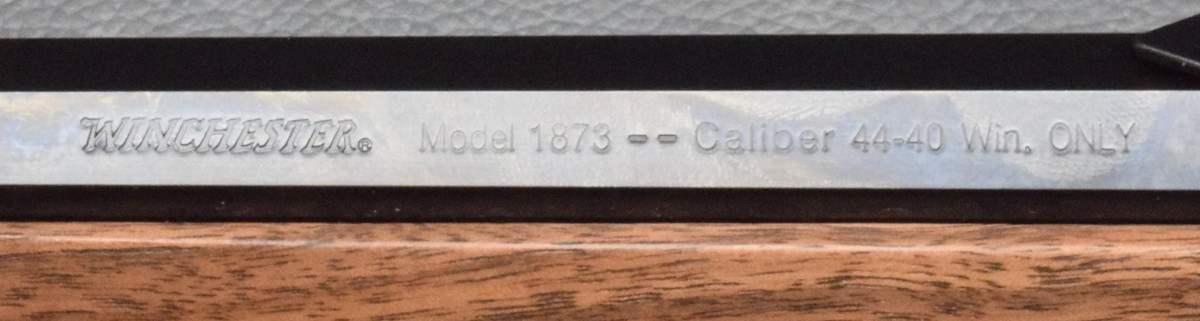 WINCHESTER® Model 1873 -- Caliber 44-40 Win. ONLY